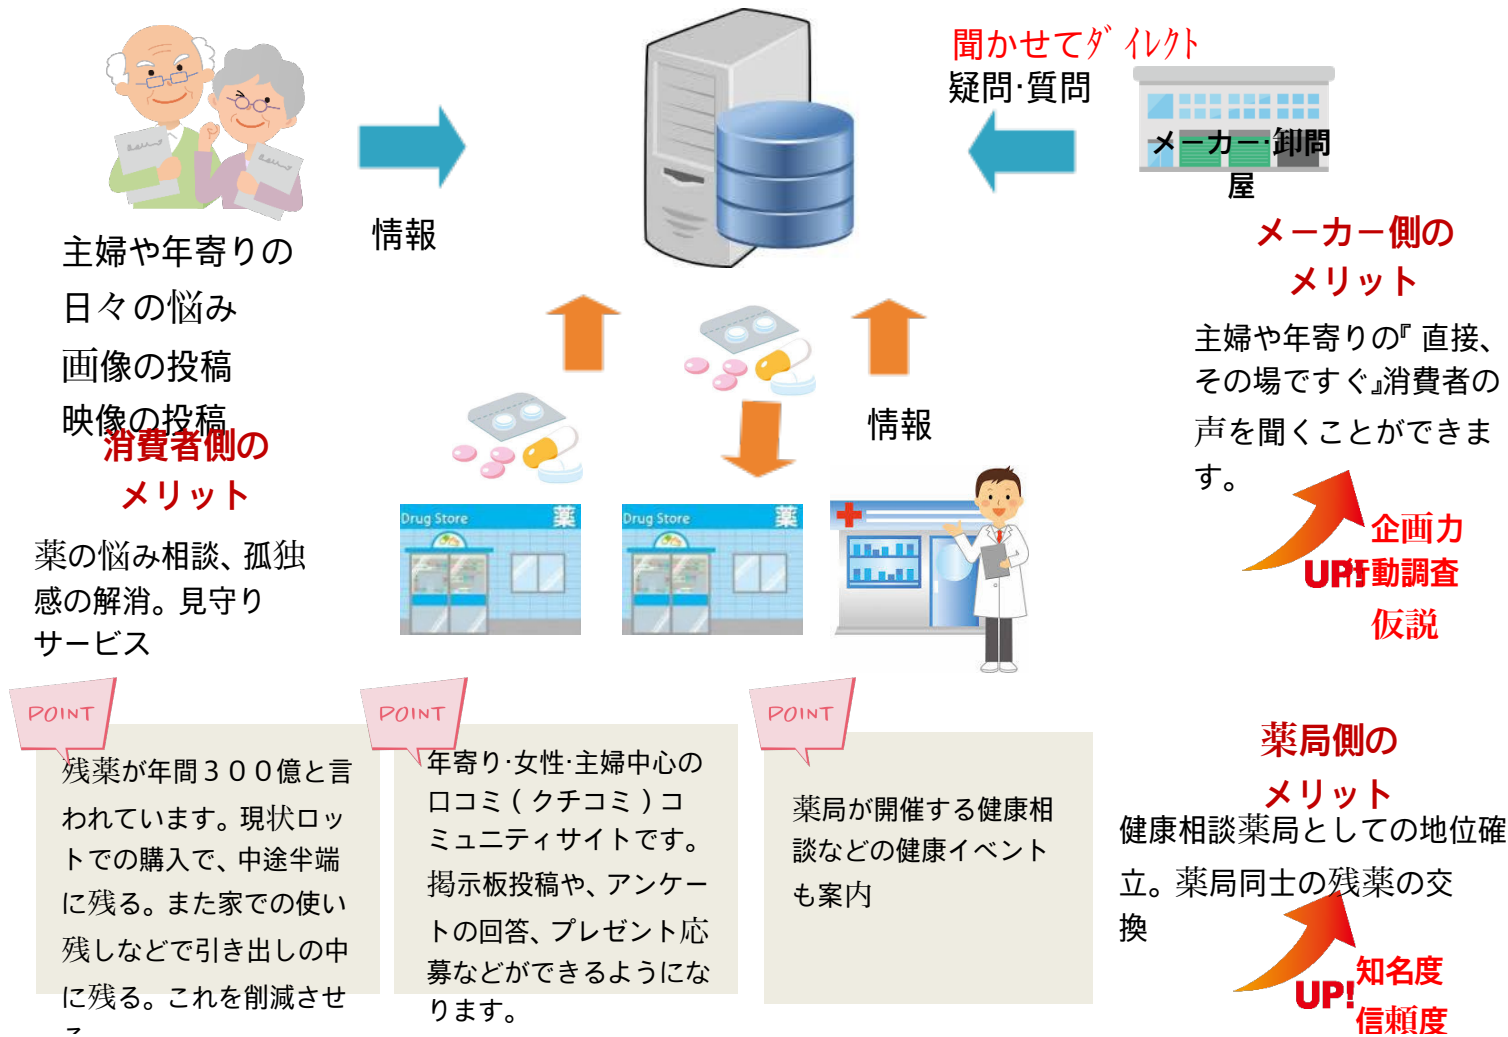 聞かせてﾀﾞｲﾚｸﾄ
疑問·質問
メーカー·卸問
屋
情報
主婦や年寄りの
日々の悩み
画像の投稿
映像の投稿
消費者側の
メリット
薬の悩み相談、孤独
感の解消。見守り
サービス
メーカー側の
メリット
主婦や年寄りの『直接、
その場ですぐ』消費者の
声を聞くことができま
す。
企画力
UP!
行動調査
仮説
情報
Drug Store 薬
Drug Store 薬
POINT
残薬が年間３００億と言
われています。現状ロッ
トでの購入で、中途半端
に残る。また家での使い
残しなどで引き出しの中
に残る。これを削減させ
POINT
年寄り·女性·主婦中心の
口コミ(クチコミ)コ
ミュニティサイトです。
掲示板投稿や、アンケー
トの回答、プレゼント応
募などができるようにな
ります。
POINT
薬局が開催する健康相
談などの健康イベント
も案内
薬局側の
メリット
健康相談薬局としての地位確
立。薬局同士の残薬の交
換
知名度
UP!
信頼度